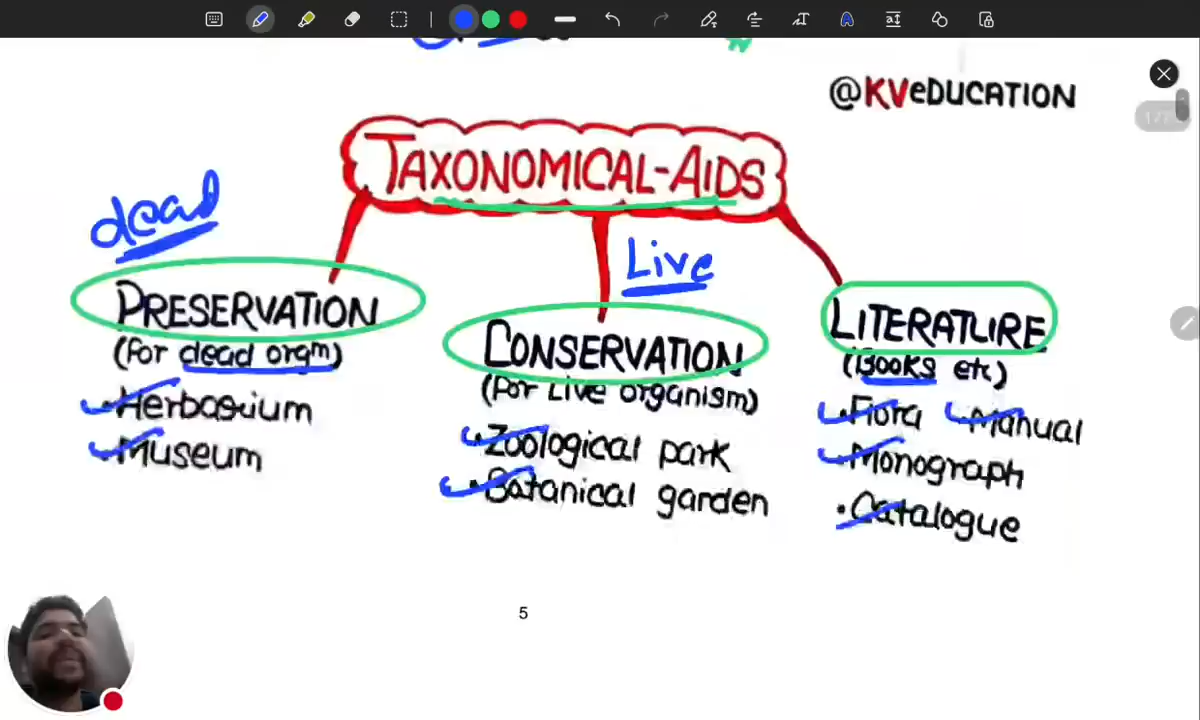 @KVeDUCATION
TAXONOMICAL-AIDS
dead
Live
PRESERVATION
(for dead orgm)
• Herbarium
• Museum
CONSERVATION
(for Live organism)
• Zoological park
• Botanical garden
LITERATURE
(Books etc)
• Flora • Manual
• Monograph
• Catalogue
5